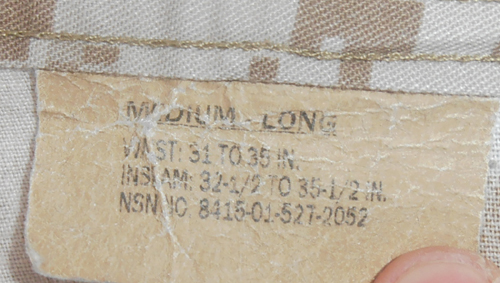 MEDIUM - LONG
WAIST: 31 TO 35 IN.
INSEAM: 32-1/2 TO 35-1/2 IN.
NSN NO 8415-01-527-2052